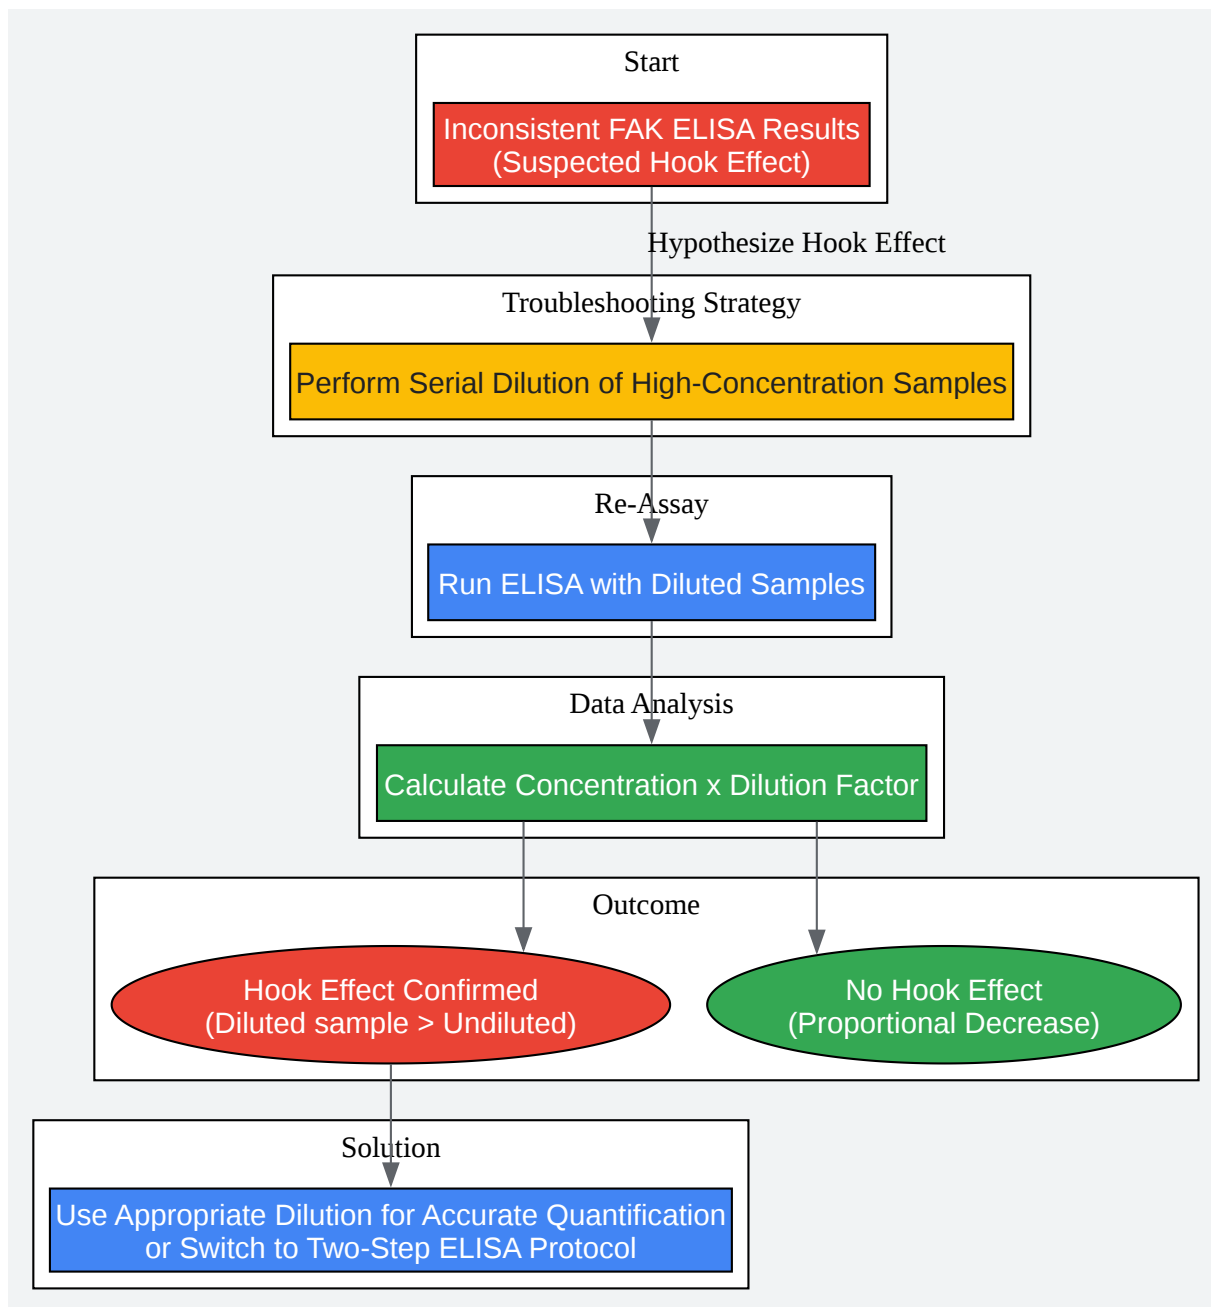 Start
Inconsistent FAK ELISA Results
(Suspected Hook Effect)
Hypothesize Hook Effect
Troubleshooting Strategy
Perform Serial Dilution of High-Concentration Samples
Re-Assay
Run ELISA with Diluted Samples
Data Analysis
Calculate Concentration x Dilution Factor
Outcome
Hook Effect Confirmed
(Diluted sample > Undiluted)
No Hook Effect
(Proportional Decrease)
Solution
Use Appropriate Dilution for Accurate Quantification
or Switch to Two-Step ELISA Protocol